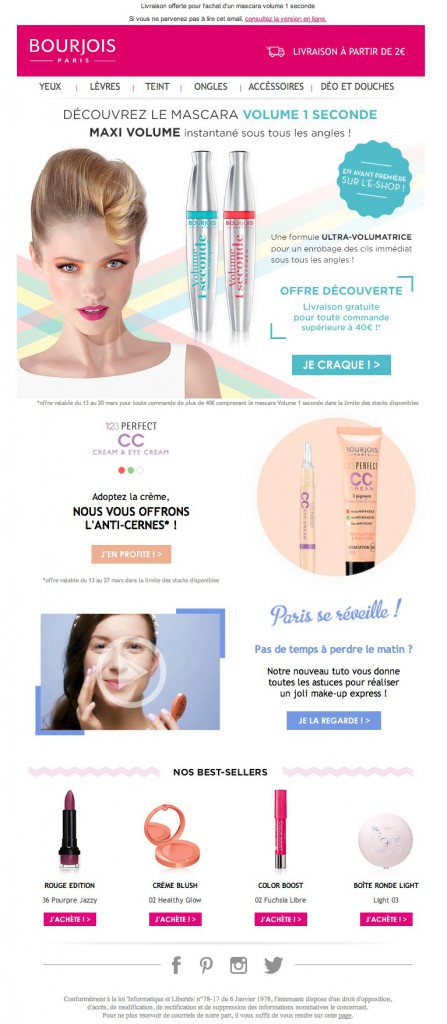 Livraison offerte pour l'achat d'un mascara volume 1 seconde
Si vous ne parvenez pas à lire cet email, consultez la version en ligne.
BOURJOIS
PARIS
LIVRAISON À PARTIR DE 2€
YEUX | LÈVRES | TEINT | ONGLES | ACCÉSSOIRES | DÉO ET DOUCHES
DÉCOUVREZ LE MASCARA VOLUME 1 SECONDE
MAXI VOLUME instantané sous tous les angles !
EN AVANT-PREMIÈRE
SUR L'E-SHOP !
BOURJOIS
Volume
1 seconde
BOURJOIS
Volume
1 seconde
Une formule ULTRA-VOLUMATRICE
pour un enrobage des cils immédiat
sous tous les angles !
OFFRE DÉCOUVERTE
Livraison gratuite
pour toute commande
supérieure à 40€ !*
JE CRAQUE ! >
*offre valable du 13 au 20 mars pour toute commande de plus de 40€ comprenant le mascara Volume 1 seconde dans la limite des stocks disponibles
123 PERFECT
CC
CREAM & EYE CREAM
Adoptez la crème,
NOUS VOUS OFFRONS
L'ANTI-CERNES* !
J'EN PROFITE ! >
*offre valable du 13 au 27 mars dans la limite des stocks disponibles
BOURJOIS
PARIS
123 PERFECT
CC
CREAM
CC
EYE CREAM
Paris se réveille !
Pas de temps à perdre le matin ?
Notre nouveau tuto vous donne
toutes les astuces pour réaliser
un joli make-up express !
JE LA REGARDE ! >
NOS BEST-SELLERS
ROUGE EDITION
36 Pourpre Jazzy
J'ACHÈTE ! >
CRÈME BLUSH
02 Healthy Glow
J'ACHÈTE ! >
COLOR BOOST
02 Fuchsia Libre
J'ACHÈTE ! >
BOÎTE RONDE LIGHT
Light 03
J'ACHÈTE ! >
Conformément à la loi 'Informatique et Libertés' n°78-17 du 6 Janvier 1978, l'internaute dispose d'un droit d'opposition,
d'accès, de modification, de rectification et de suppression des informations nominatives le concernant.
Pour ne plus recevoir de courriels de notre part, il vous suffit de vous rendre sur cette page.